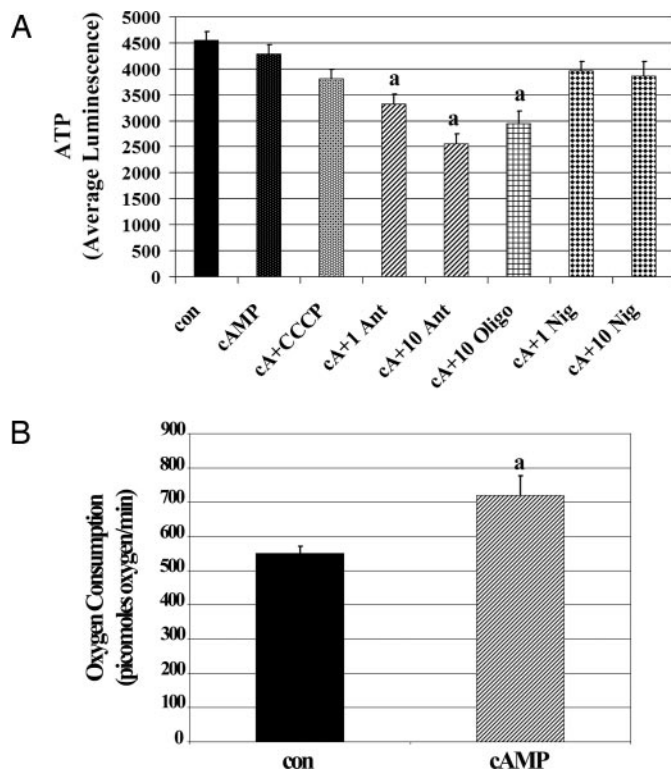 A
ATP
(Average Luminescence)
5000
4500
4000
3500
3000
2500
2000
1500
1000
500
0
a
a
a
con
cAMP
cA+CCCP
cA+1 Ant
cA+10 Ant
cA+10 Oligo
cA+1 Nig
cA+10 Nig
B
Oxygen Consumption
(picomoles oxygen/min)
900
800
700
600
500
400
300
200
100
0
a
con
cAMP